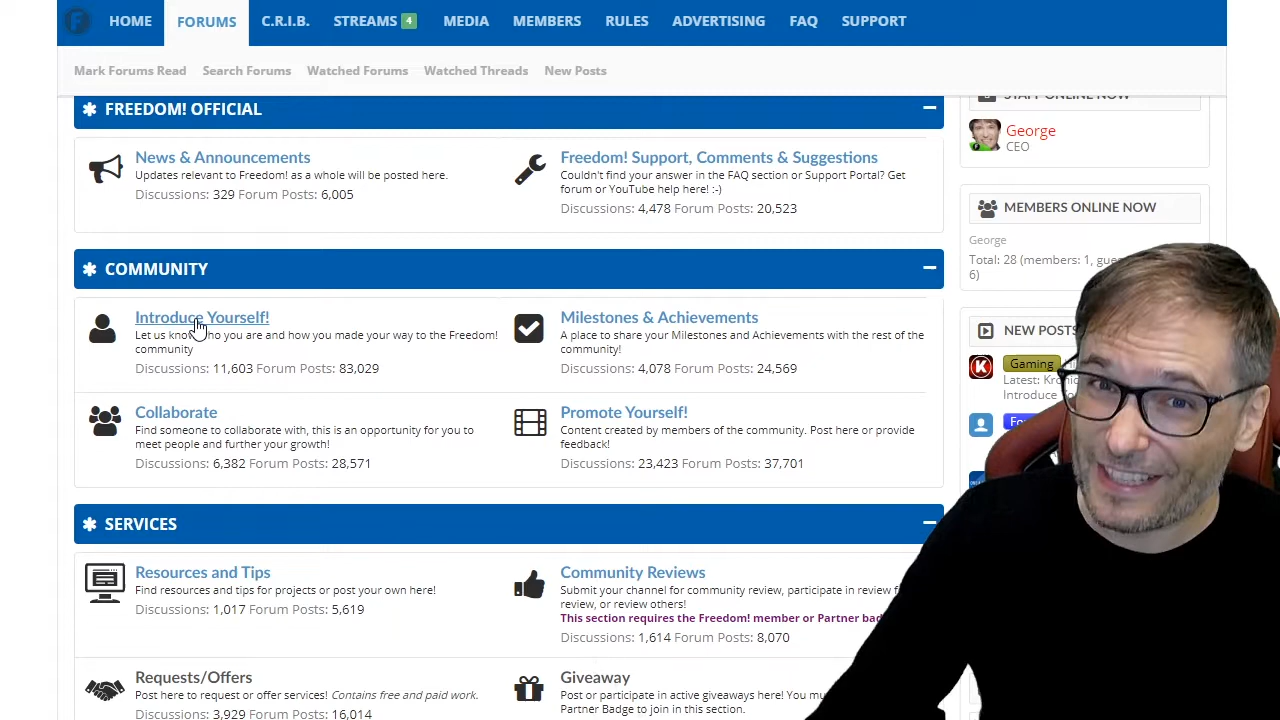 HOME FORUMS C.R.I.B. STREAMS 4 MEDIA MEMBERS RULES ADVERTISING FAQ SUPPORT
Mark Forums Read Search Forums Watched Forums Watched Threads New Posts
FREEDOM! OFFICIAL
News & Announcements
Updates relevant to Freedom! as a whole will be posted here.
Discussions: 329 Forum Posts: 6,005
Freedom! Support, Comments & Suggestions
Couldn't find your answer in the FAQ section or Support Portal? Get
forum or YouTube help here! :-)
Discussions: 4,478 Forum Posts: 20,523
COMMUNITY
Introduce Yourself!
Let us know who you are and how you made your way to the Freedom!
community
Discussions: 11,603 Forum Posts: 83,029
Milestones & Achievements
A place to share your Milestones and Achievements with the rest of the
community!
Discussions: 4,078 Forum Posts: 24,569
Collaborate
Find someone to collaborate with, this is an opportunity for you to
meet people and further your growth!
Discussions: 6,382 Forum Posts: 28,571
Promote Yourself!
Content created by members of the community. Post here or provide
feedback!
Discussions: 23,423 Forum Posts: 37,701
SERVICES
Resources and Tips
Find resources and tips for projects or post your own here!
Discussions: 1,017 Forum Posts: 5,619
Community Reviews
Submit your channel for community review, participate in review
review, or review others!
This section requires the Freedom! member or Partner
Discussions: 1,614 Forum Posts: 8,070
Requests/Offers
Post here to request or offer services! Contains free and paid work.
Discussions: 3,929 Forum Posts: 16,014
Giveaway
Post or participate in active giveaways here! You
Partner Badge to join in this section.
STAFF ONLINE NOW
George
CEO
MEMBERS ONLINE NOW
George
Total: 28 (members: 1,
6)
NEW POSTS
Gaming
Latest:
Introduce